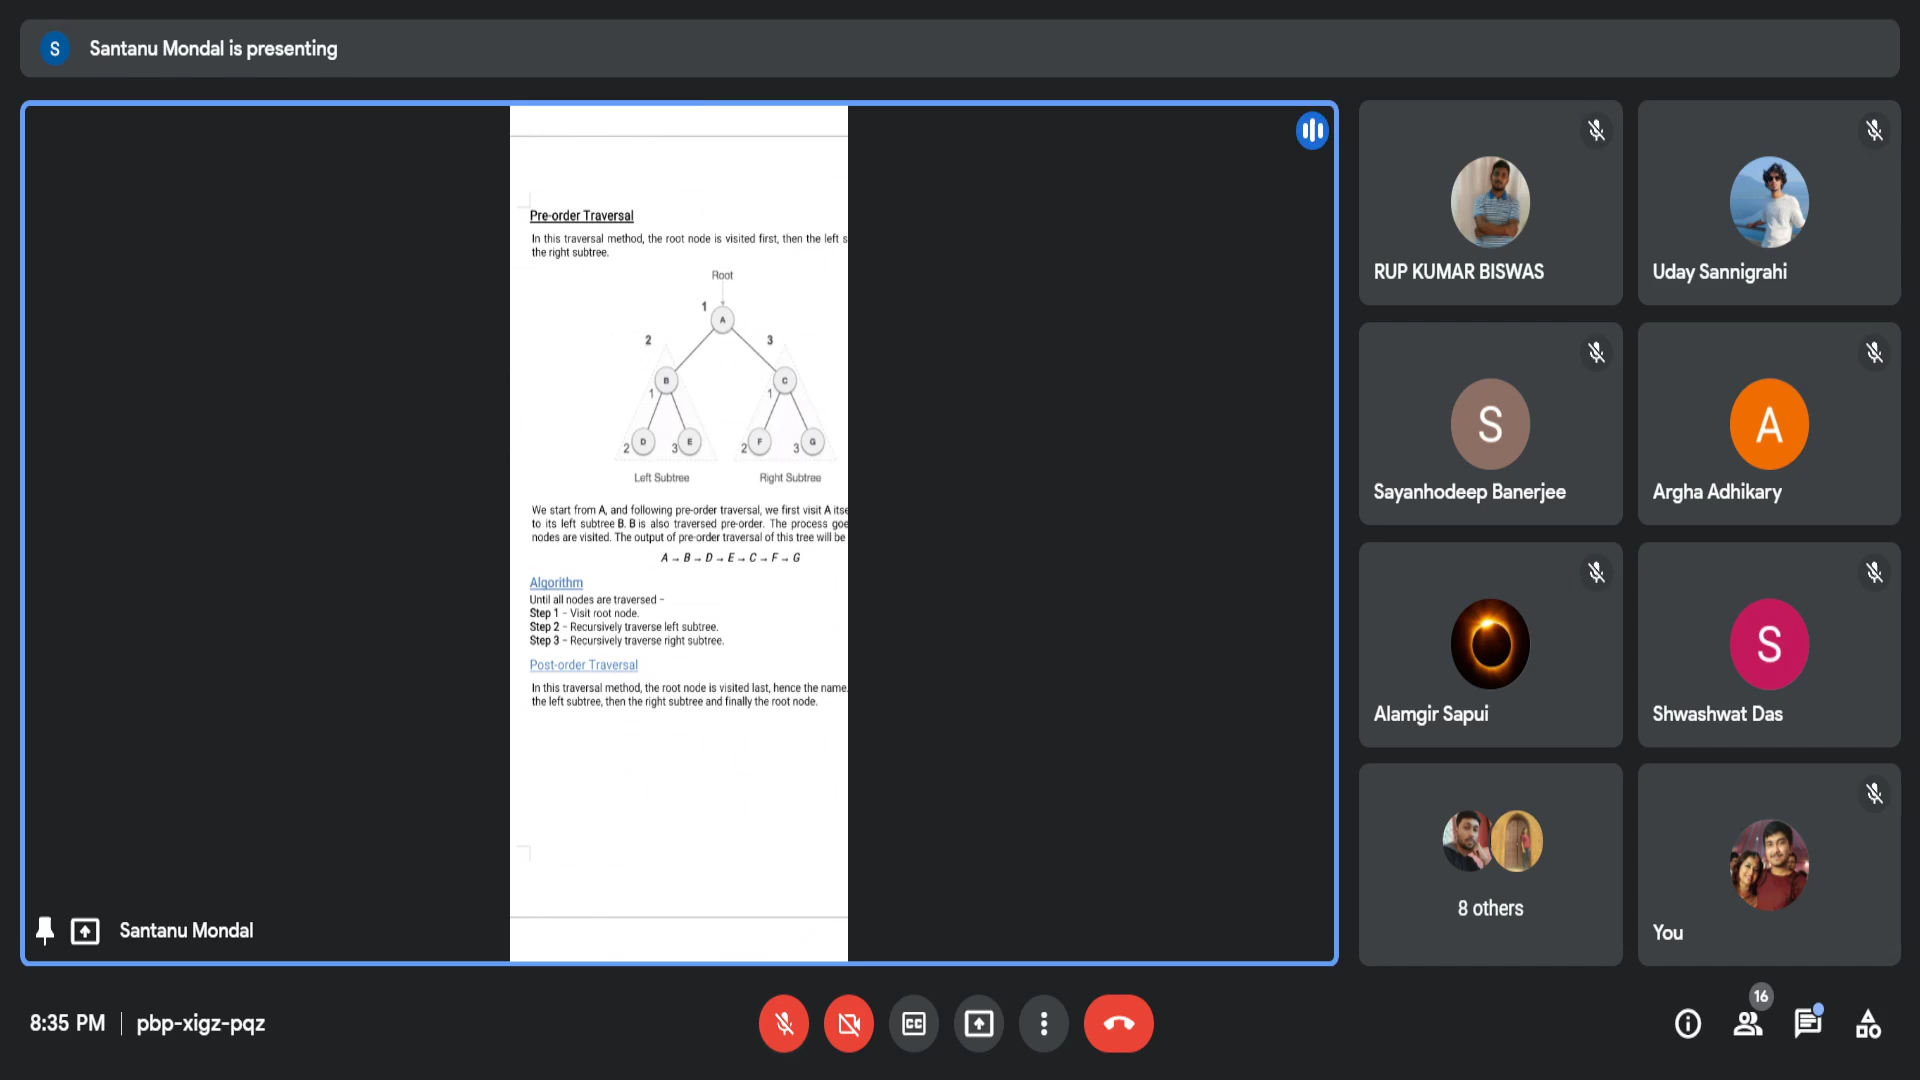 S
Santanu Mondal is presenting
Pre-order Traversal
In this traversal method, the root node is visited first, then the left s
the right subtree.
Root
1
A
2
3
B
C
1
1
D
E
F
G
2
3
2
3
Left Subtree
Right Subtree
We start from A, and following pre-order traversal, we first visit A itse
to its left subtree B. B is also traversed pre-order. The process goe
nodes are visited. The output of pre-order traversal of this tree will be
A → B → D → E → C → F → G
Algorithm
Until all nodes are traversed −
Step 1 − Visit root node.
Step 2 − Recursively traverse left subtree.
Step 3 − Recursively traverse right subtree.
Post-order Traversal
In this traversal method, the root node is visited last, hence the name.
the left subtree, then the right subtree and finally the root node.
Santanu Mondal
RUP KUMAR BISWAS
Uday Sannigrahi
S
Sayanhodeep Banerjee
A
Argha Adhikary
Alamgir Sapui
S
Shwashwat Das
8 others
You
8:35 PM | pbp-xigz-pqz
CC
16